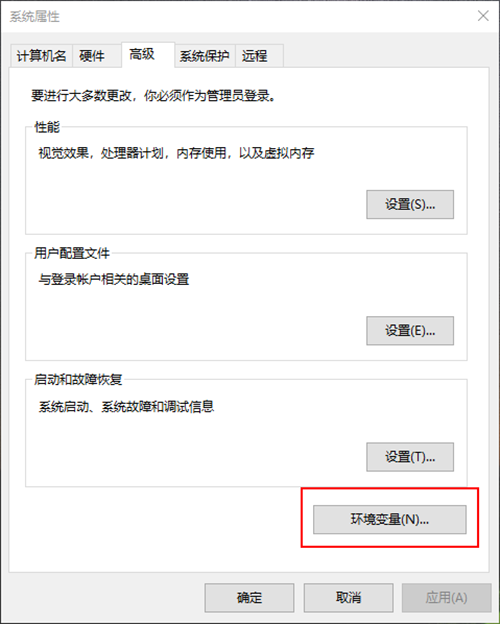 系统属性
计算机名 硬件 高级 系统保护 远程
要进行大多数更改，你必须作为管理员登录。
性能
视觉效果，处理器计划，内存使用，以及虚拟内存
设置(S)...
用户配置文件
与登录帐户相关的桌面设置
设置(E)...
启动和故障恢复
系统启动、系统故障和调试信息
设置(T)...
环境变量(N)...
确定 取消 应用(A)